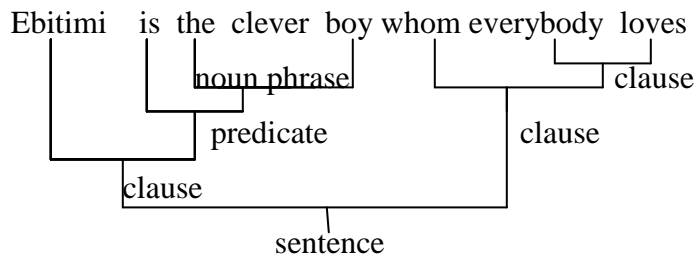 Ebitimi is the clever boy whom everybody loves
noun phrase clause
predicate clause
clause
sentence